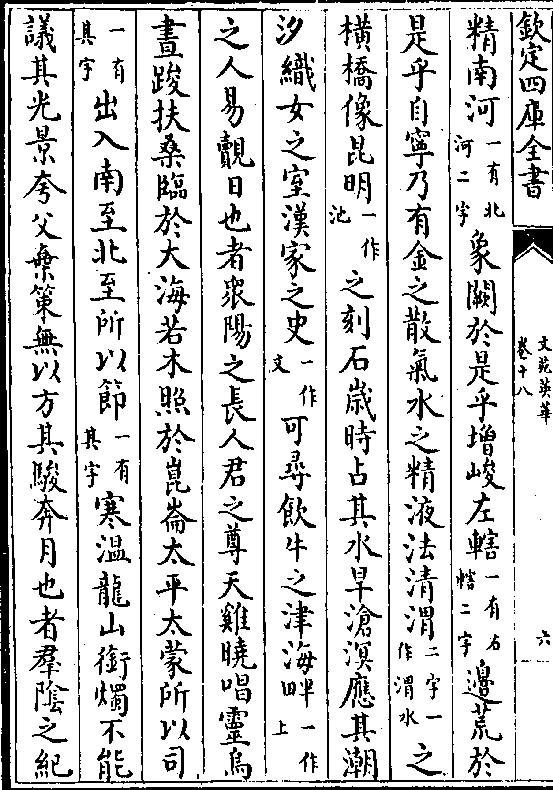 欽定四庫全書
文苑英華
卷十八
六
精南河一有北河二字象闕於是乎增峻左轄一有右轄二字邊荒於
是乎自寧乃有金之散氣水之精液法清渭二字一作渭水之
橫橋像昆明一作池之刻石歲時占其水旱滄溟應其潮
汐織女之室漢家之史一作文可尋飲牛之津海畔一作上
之人易覿日也者衆陽之長人君之尊天雞曉唱靈烏
晝踆扶桑臨於大海若木照於崑崙太平太蒙所以司
一有其字出入南至北至所以節一有其字寒溫龍山銜燭不能
議其光景夸父棄策無以方其駿奔月也者羣陰之紀